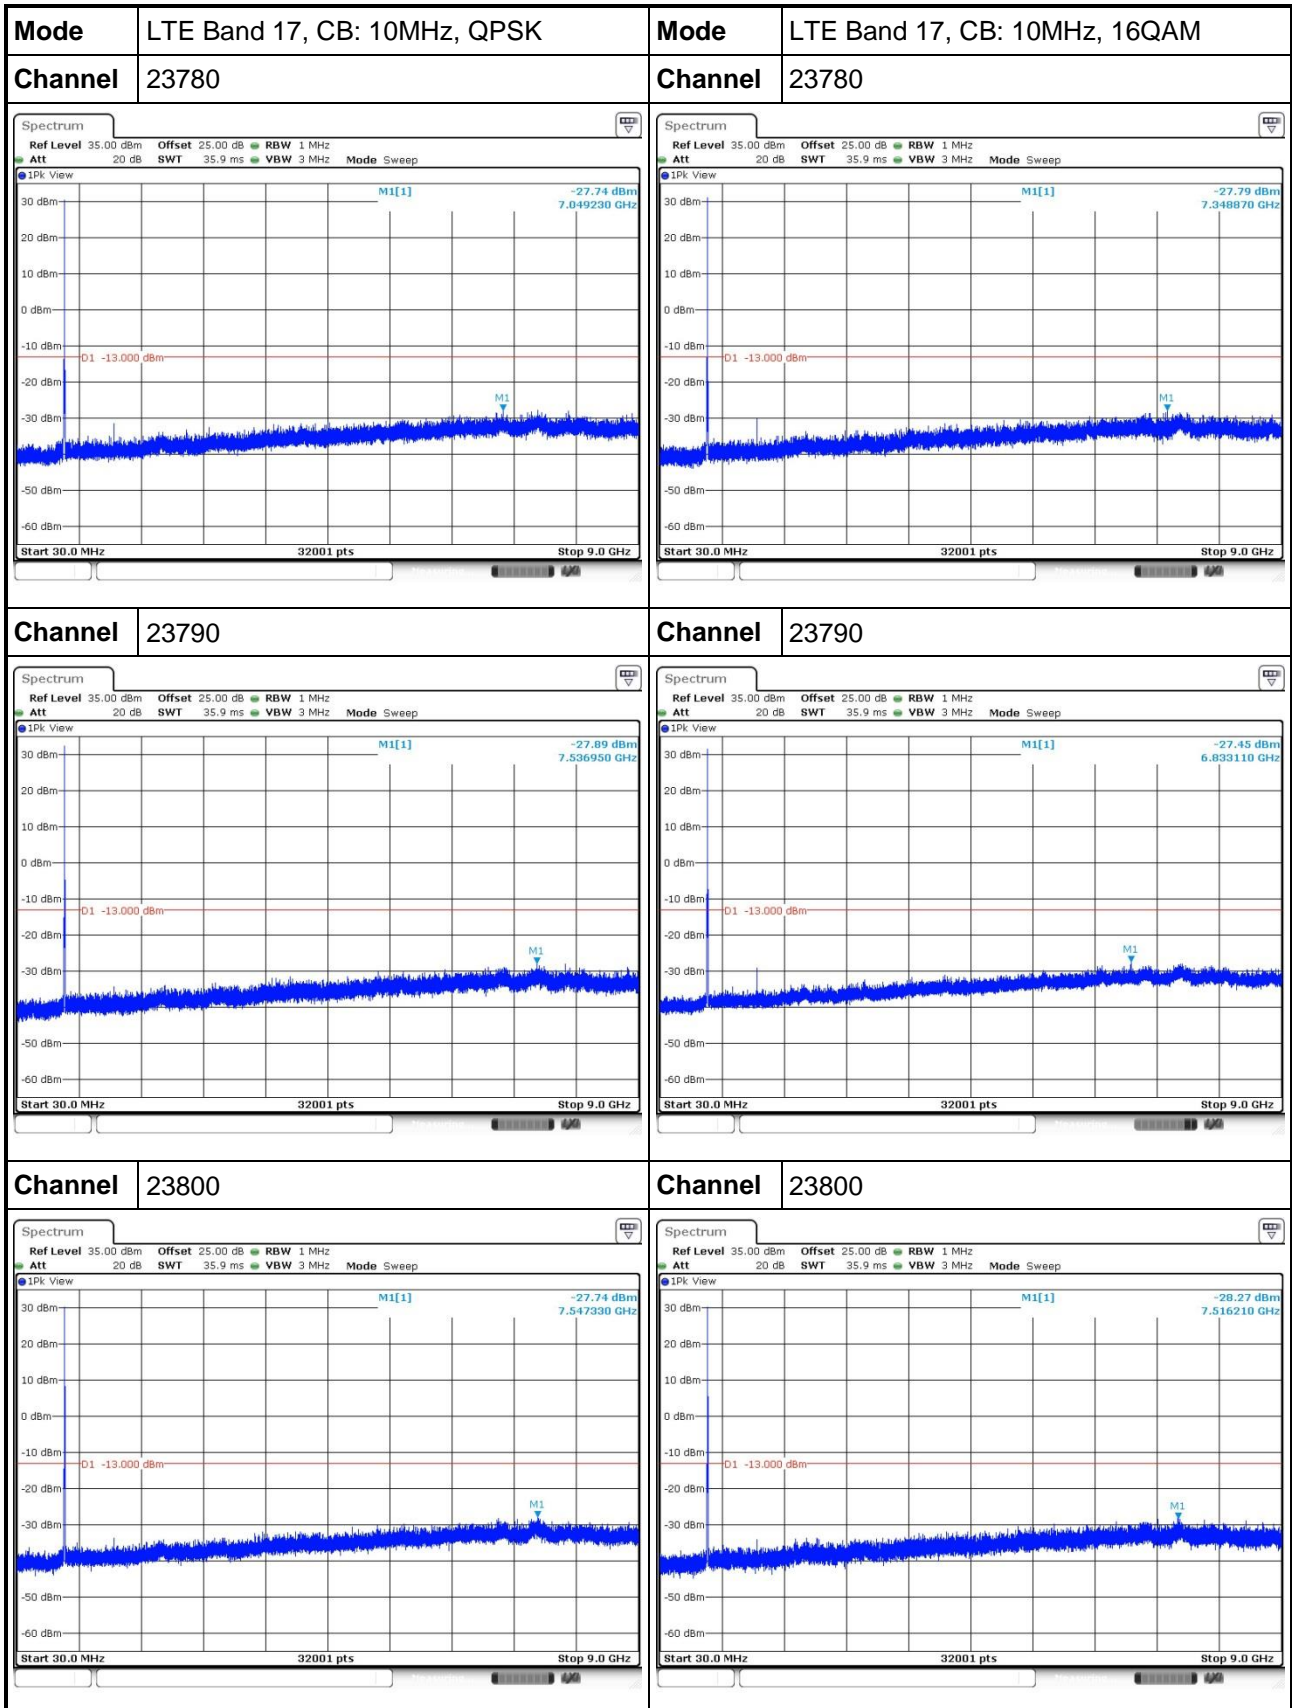 Mode LTE Band 17, CB: 10MHz, QPSK Mode LTE Band 17, CB: 10MHz, 16QAM
Channel 23780 Channel 23780
Spectrum
Ref Level 35.00 dBm Offset 25.00 dB RBW 1 MHz
Att 20 dB SWT 35.9 ms VBW 3 MHz Mode Sweep
1Pk View
M1[1] -27.74 dBm
7.049230 GHz
30 dBm
20 dBm
10 dBm
0 dBm
-10 dBm
D1 -13.000 dBm
-20 dBm
M1
-30 dBm
-50 dBm
-60 dBm
Start 30.0 MHz 32001 pts Stop 9.0 GHz
Spectrum
Ref Level 35.00 dBm Offset 25.00 dB RBW 1 MHz
Att 20 dB SWT 35.9 ms VBW 3 MHz Mode Sweep
1Pk View
M1[1] -27.79 dBm
7.348870 GHz
30 dBm
20 dBm
10 dBm
0 dBm
-10 dBm
D1 -13.000 dBm
-20 dBm
M1
-30 dBm
-50 dBm
-60 dBm
Start 30.0 MHz 32001 pts Stop 9.0 GHz
Channel 23790 Channel 23790
Spectrum
Ref Level 35.00 dBm Offset 25.00 dB RBW 1 MHz
Att 20 dB SWT 35.9 ms VBW 3 MHz Mode Sweep
1Pk View
M1[1] -27.89 dBm
7.536950 GHz
30 dBm
20 dBm
10 dBm
0 dBm
-10 dBm
D1 -13.000 dBm
-20 dBm
M1
-30 dBm
-50 dBm
-60 dBm
Start 30.0 MHz 32001 pts Stop 9.0 GHz
Spectrum
Ref Level 35.00 dBm Offset 25.00 dB RBW 1 MHz
Att 20 dB SWT 35.9 ms VBW 3 MHz Mode Sweep
1Pk View
M1[1] -27.45 dBm
6.833110 GHz
30 dBm
20 dBm
10 dBm
0 dBm
-10 dBm
D1 -13.000 dBm
-20 dBm
M1
-30 dBm
-50 dBm
-60 dBm
Start 30.0 MHz 32001 pts Stop 9.0 GHz
Channel 23800 Channel 23800
Spectrum
Ref Level 35.00 dBm Offset 25.00 dB RBW 1 MHz
Att 20 dB SWT 35.9 ms VBW 3 MHz Mode Sweep
1Pk View
M1[1] -27.74 dBm
7.547330 GHz
30 dBm
20 dBm
10 dBm
0 dBm
-10 dBm
D1 -13.000 dBm
-20 dBm
M1
-30 dBm
-50 dBm
-60 dBm
Start 30.0 MHz 32001 pts Stop 9.0 GHz
Spectrum
Ref Level 35.00 dBm Offset 25.00 dB RBW 1 MHz
Att 20 dB SWT 35.9 ms VBW 3 MHz Mode Sweep
1Pk View
M1[1] -28.27 dBm
7.516210 GHz
30 dBm
20 dBm
10 dBm
0 dBm
-10 dBm
D1 -13.000 dBm
-20 dBm
M1
-30 dBm
-50 dBm
-60 dBm
Start 30.0 MHz 32001 pts Stop 9.0 GHz